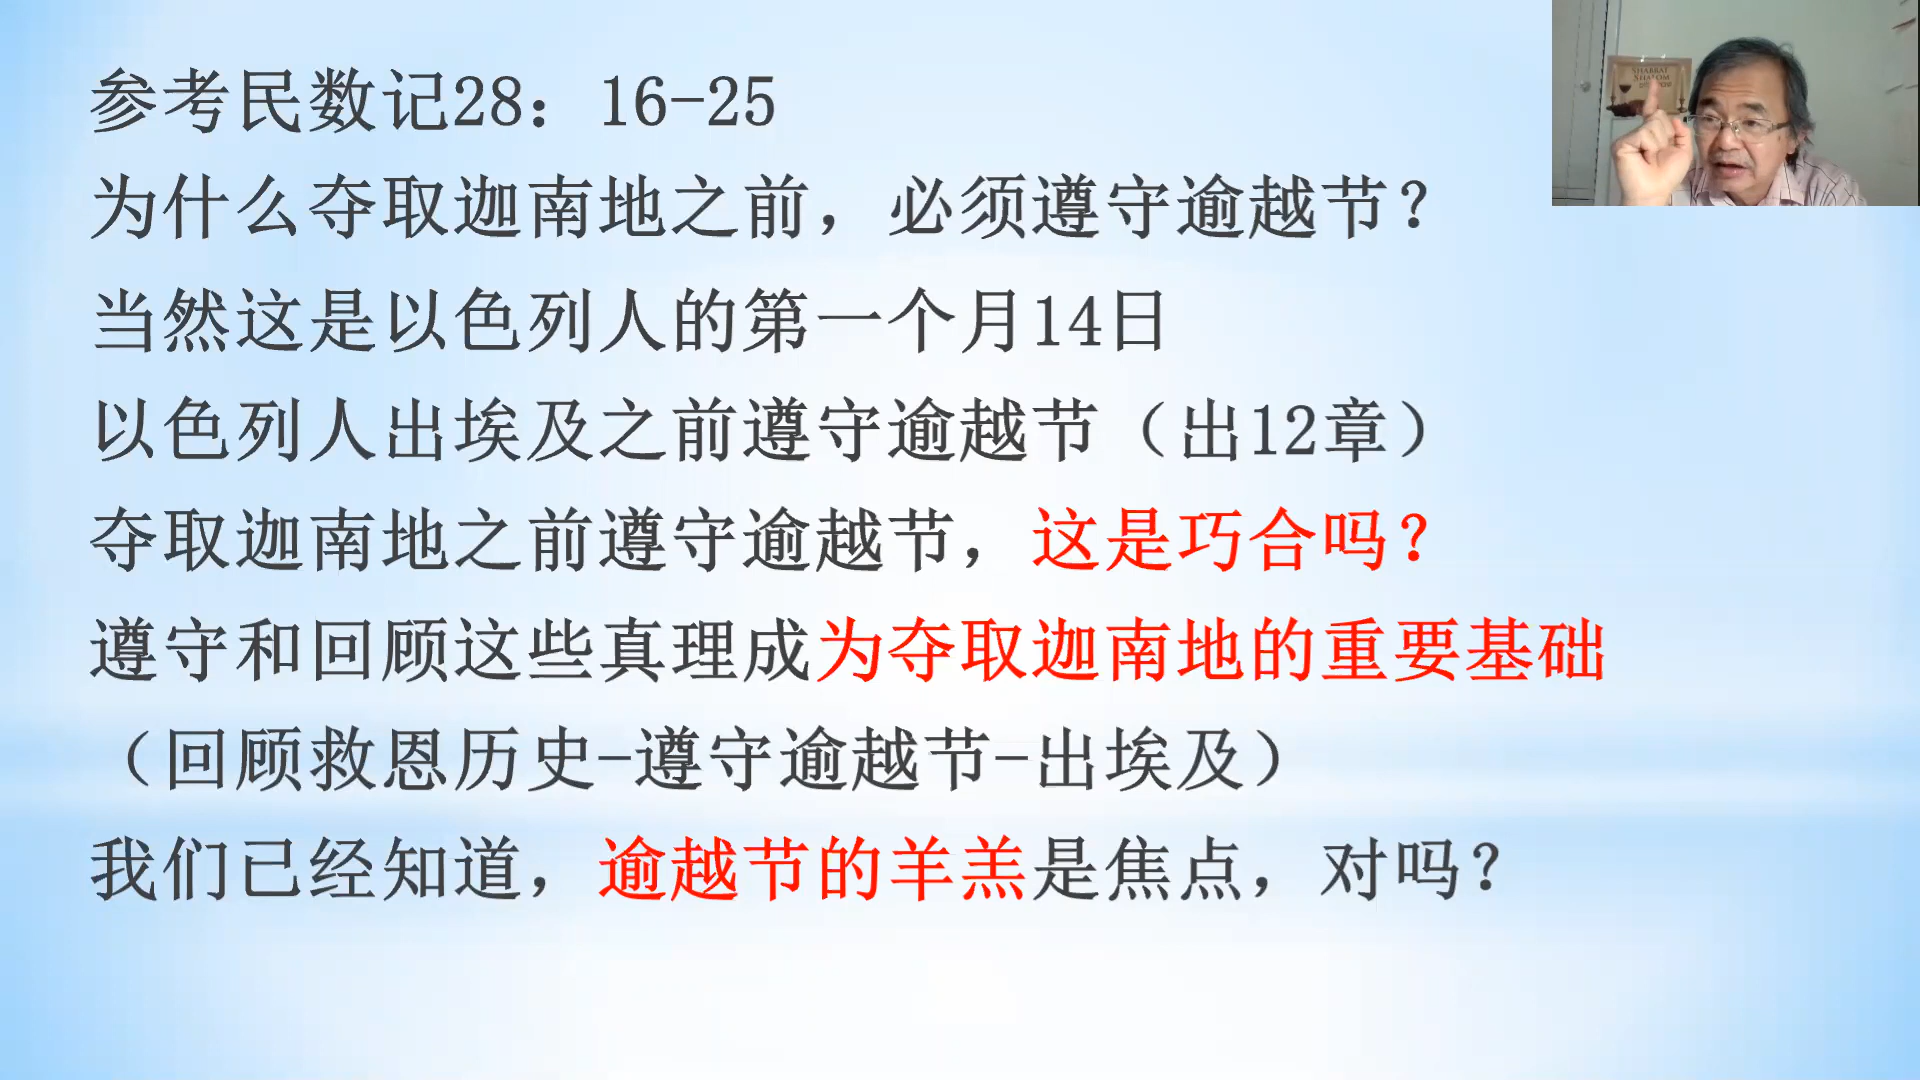 参考民数记28：16-25
为什么夺取迦南地之前，必须遵守逾越节？
当然这是以色列人的第一个月14日
以色列人出埃及之前遵守逾越节（出12章）
夺取迦南地之前遵守逾越节，这是巧合吗？
遵守和回顾这些真理成为夺取迦南地的重要基础
（回顾救恩历史-遵守逾越节-出埃及）
我们已经知道，逾越节的羊羔是焦点，对吗？
SHABBAT
SHALOM